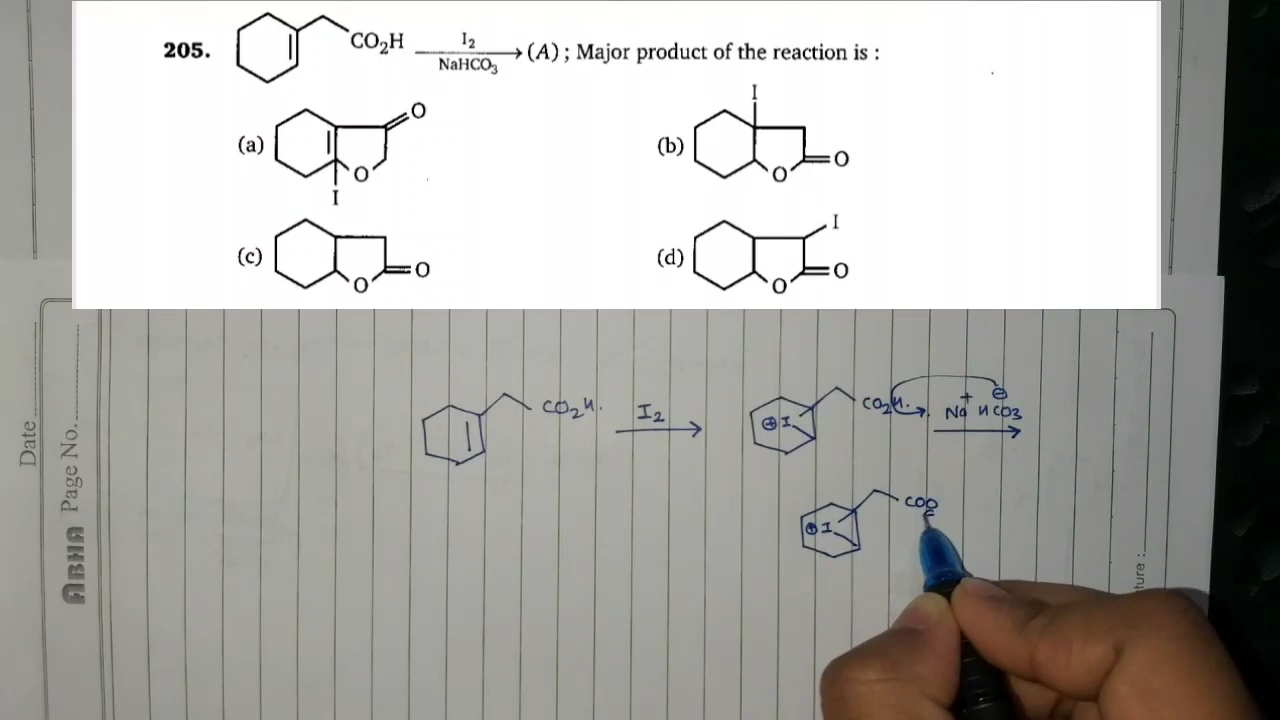 205. CO₂H I₂ NaHCO₃ (A) ; Major product of the reaction is :
(a) O O I
(b) I O O
(c) O O
(d) I O O
CO₂H. I₂ ⊕I CO₂H. Na⁺ HCO₃⊖
⊕I COO
Date
Page No.
ABHA
ture :